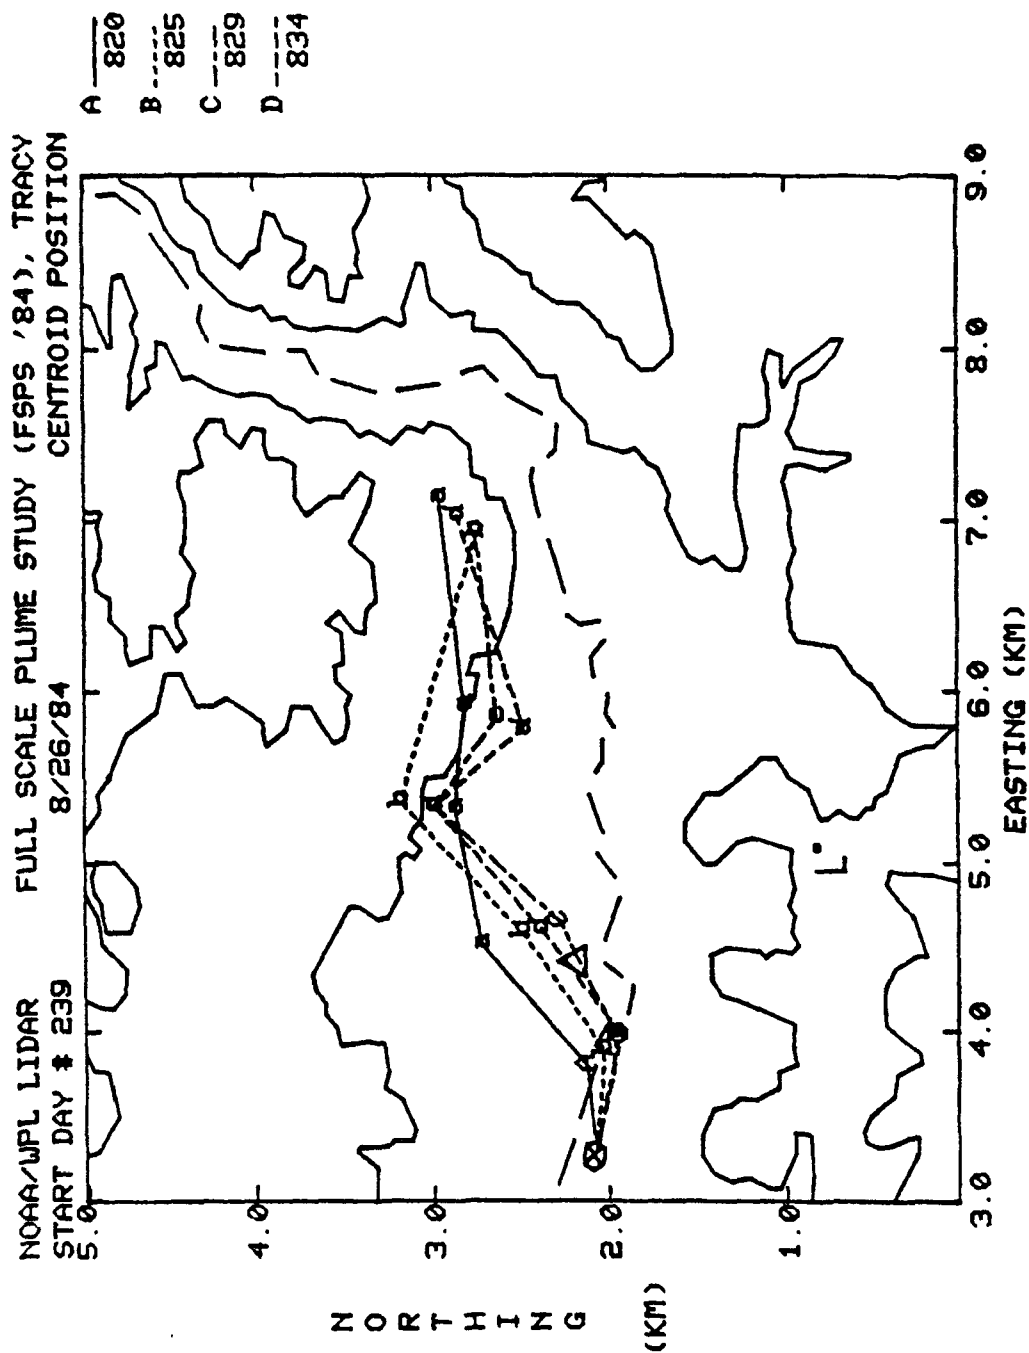 NOAA/WPL LIDAR FULL SCALE PLUME STUDY (FSPS '84), TRACY
START DAY # 239 8/26/84 CENTROID POSITION
A 820
B 825
C 829
D 834
5.0
4.0
3.0
2.0
1.0
NORTHING
(KM)
3.0 4.0 5.0 6.0 7.0 8.0 9.0
EASTING (KM)
L
a
b
b
b
a
c